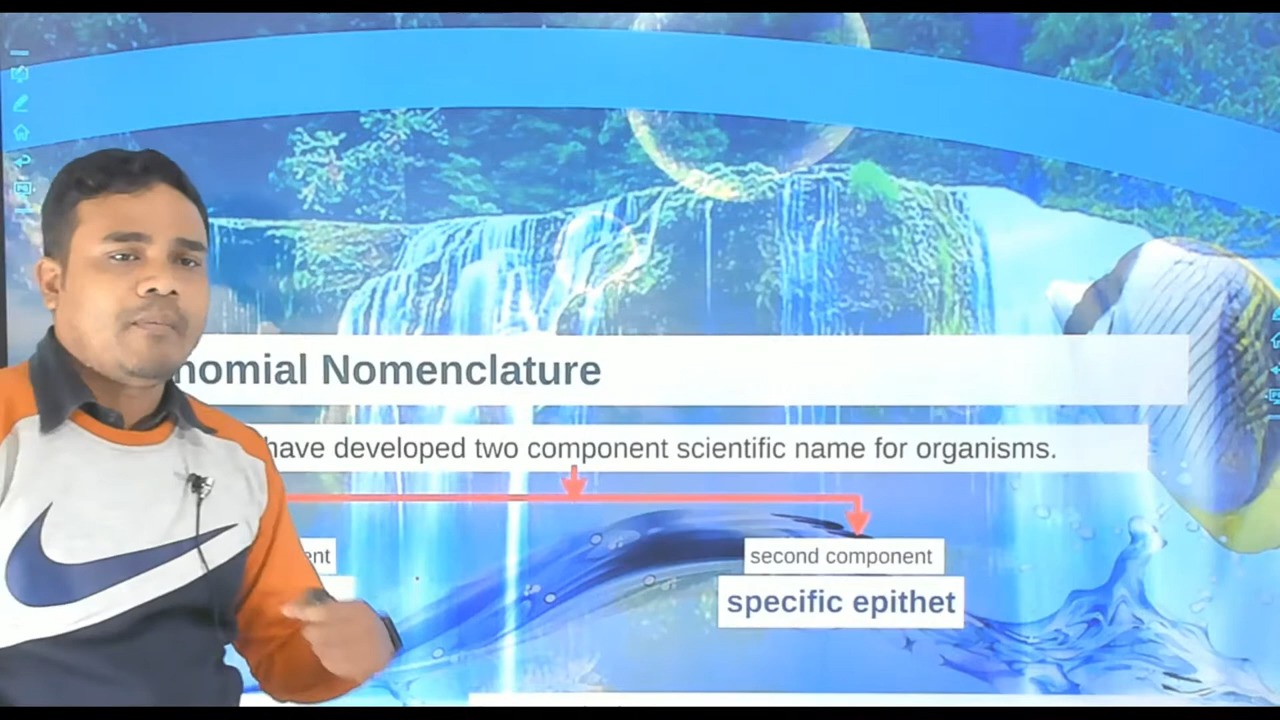 nomial Nomenclature
have developed two component scientific name for organisms.
ent
second component
specific epithet